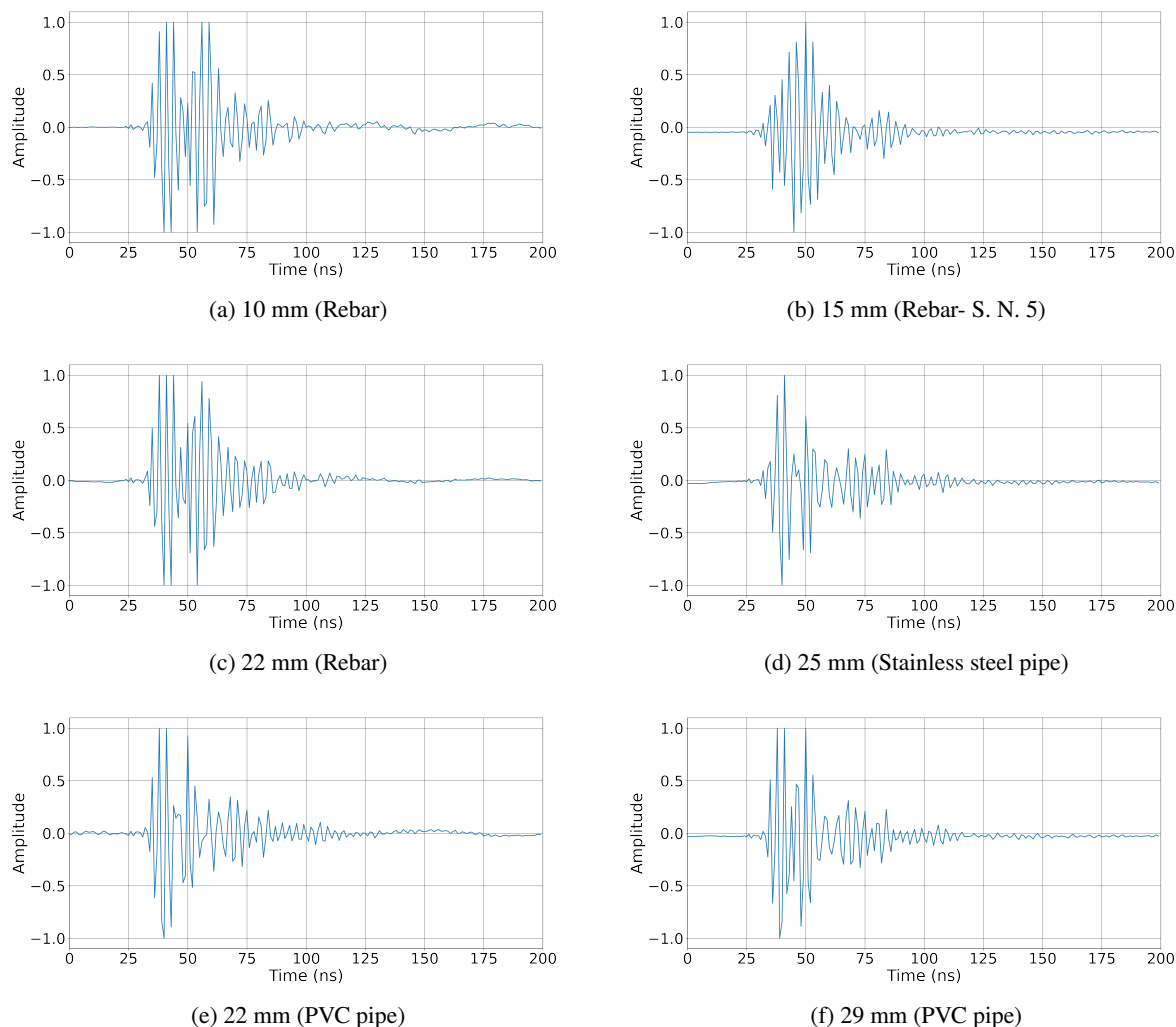 1.0
0.5
0.0
−0.5
−1.0
Amplitude
0 25 50 75 100 125 150 175 200
Time (ns)
(a) 10 mm (Rebar)
1.0
0.5
0.0
−0.5
−1.0
Amplitude
0 25 50 75 100 125 150 175 200
Time (ns)
(b) 15 mm (Rebar- S. N. 5)
1.0
0.5
0.0
−0.5
−1.0
Amplitude
0 25 50 75 100 125 150 175 200
Time (ns)
(c) 22 mm (Rebar)
1.0
0.5
0.0
−0.5
−1.0
Amplitude
0 25 50 75 100 125 150 175 200
Time (ns)
(d) 25 mm (Stainless steel pipe)
1.0
0.5
0.0
−0.5
−1.0
Amplitude
0 25 50 75 100 125 150 175 200
Time (ns)
(e) 22 mm (PVC pipe)
1.0
0.5
0.0
−0.5
−1.0
Amplitude
0 25 50 75 100 125 150 175 200
Time (ns)
(f) 29 mm (PVC pipe)